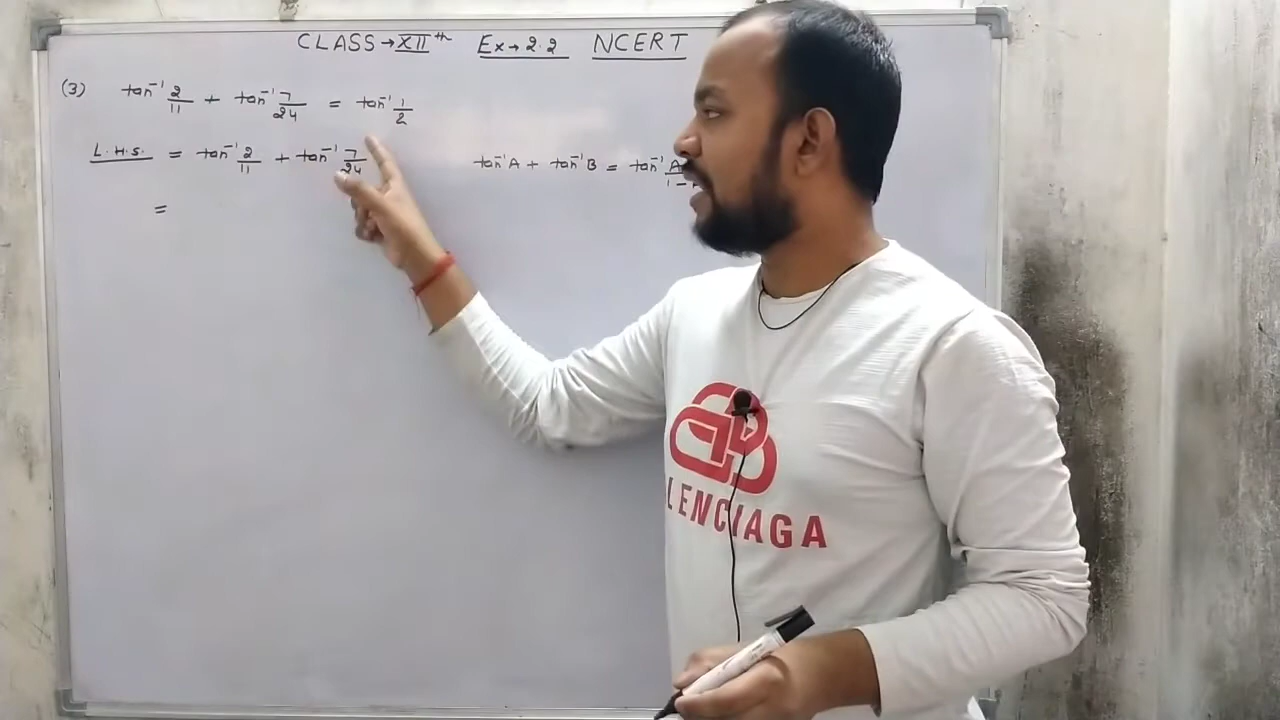 CLASS → XIIth Ex → 2.2 NCERT
(3) tan⁻¹ 2/11 + tan⁻¹ 7/24 = tan⁻¹ 1/2
L.H.S. = tan⁻¹ 2/11 + tan⁻¹ 7/24
tan⁻¹A + tan⁻¹B = tan⁻¹ A
1-
=
LENCIAGA